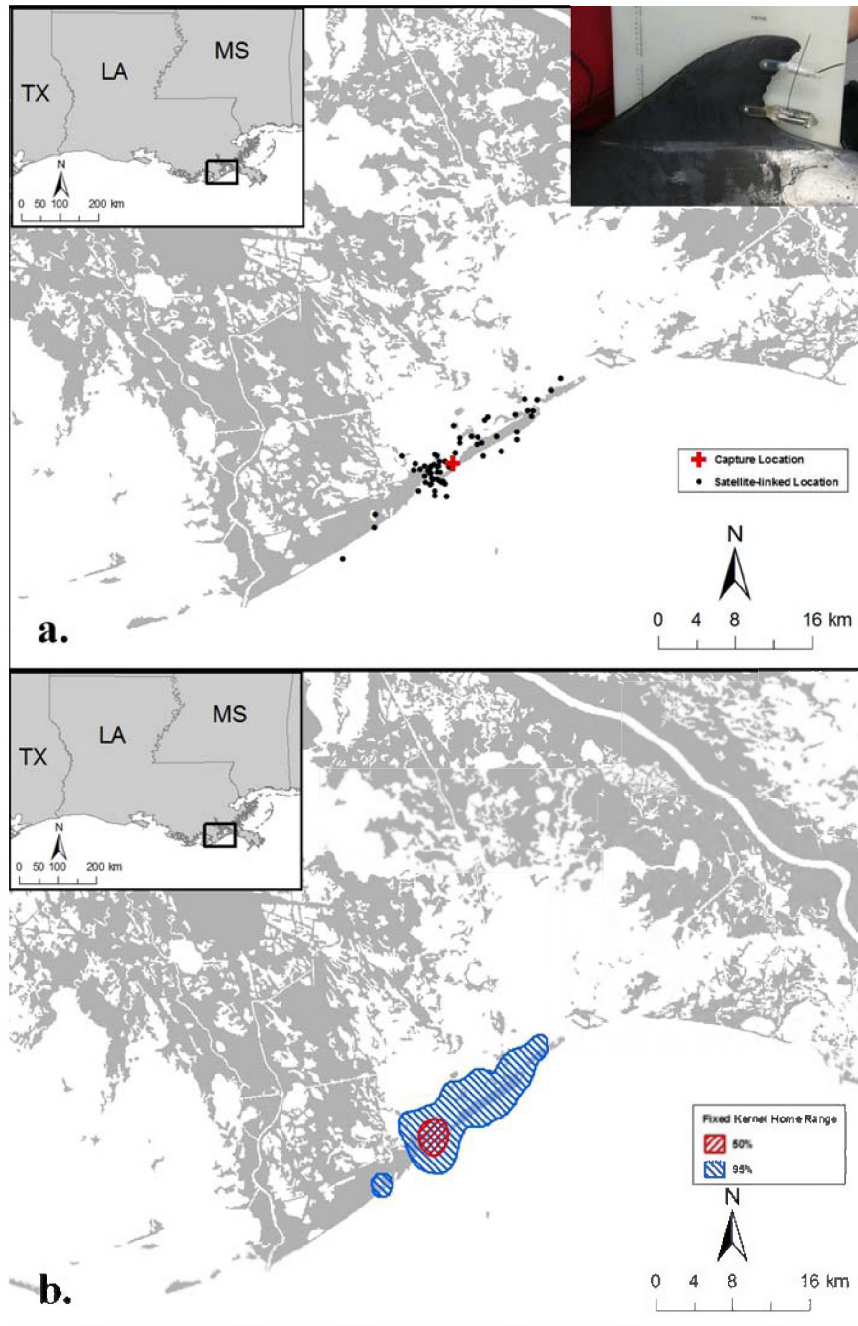 TX
LA
MS
N
0 50 100 200 km
Capture Location
Satellite-linked Location
N
0 4 8 16 km
a.
TX
LA
MS
N
0 50 100 200 km
Fixed Kernel Home Range
50%
95%
N
0 4 8 16 km
b.